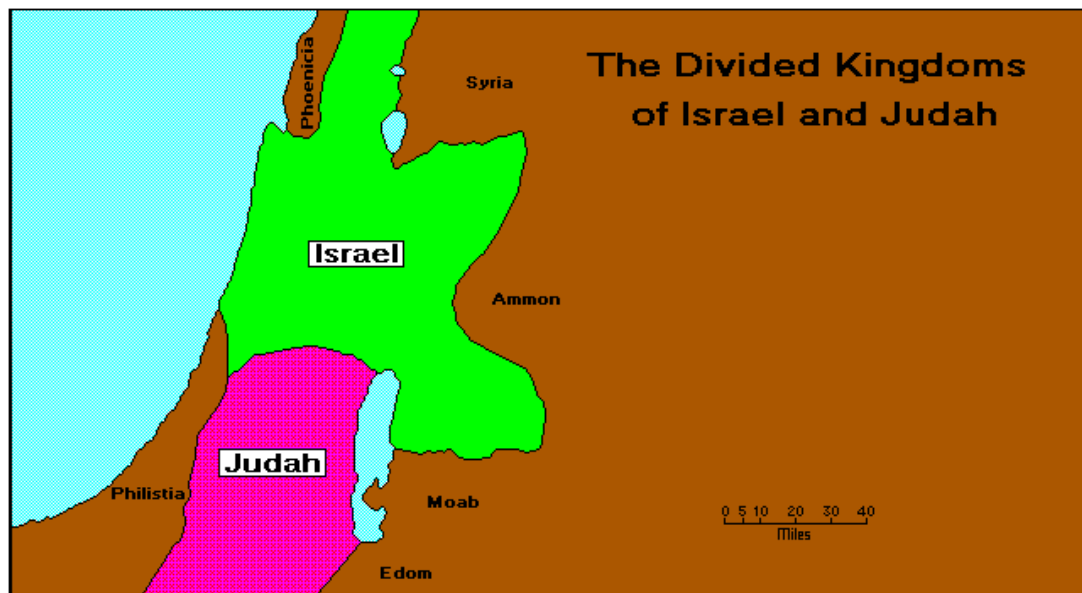 The Divided Kingdoms
of Israel and Judah
Phoenicia
Syria
Israel
Ammon
Judah
Philistia
Moab
Edom
0 5 10 20 30 40
Miles